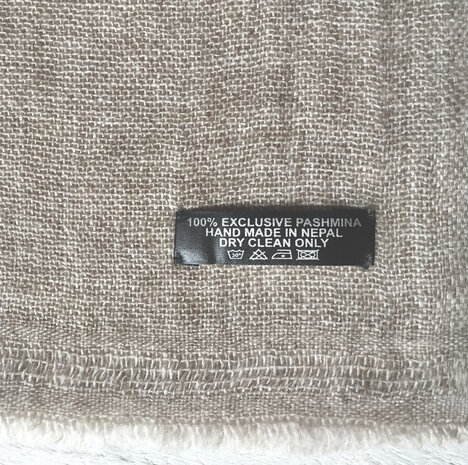 100% EXCLUSIVE PASHMINA
HAND MADE IN NEPAL
DRY CLEAN ONLY